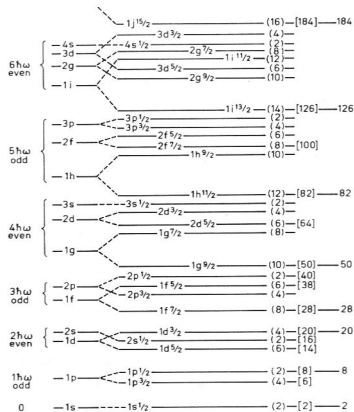 1j 15/2 (16) [184] 184
3d 3/2 (4)
4s 4s 1/2 (2)
3d 2g 7/2 (8)
6ħω even
1i 11/2 (12)
2g 3d 5/2 (6)
2g 9/2 (10)
1i
1i 13/2 (14) [126] 126
3p 3p 1/2 (2)
3p 3/2 (4)
2f 2f 5/2 (6)
2f 7/2 (8) [100]
5ħω odd
1h 9/2 (10)
1h
1h 11/2 (12) [82] 82
3s 3s 1/2 (2)
2d 2d 3/2 (4)
4ħω even
2d 5/2 (6) [64]
1g 7/2 (8)
1g
1g 9/2 (10) [50] 50
2p 1/2 (2) [40]
3ħω odd
2p 1f 5/2 (6) [38]
1f 2p 3/2 (4)
1f 7/2 (8) [28] 28
2s 1d 3/2 (4) [20] 20
2ħω even
1d 2s 1/2 (2) [16]
1d 5/2 (6) [14]
1ħω odd
1p 1p 1/2 (2) [8] 8
1p 3/2 (4) [6]
0 1s 1s 1/2 (2) [2] 2